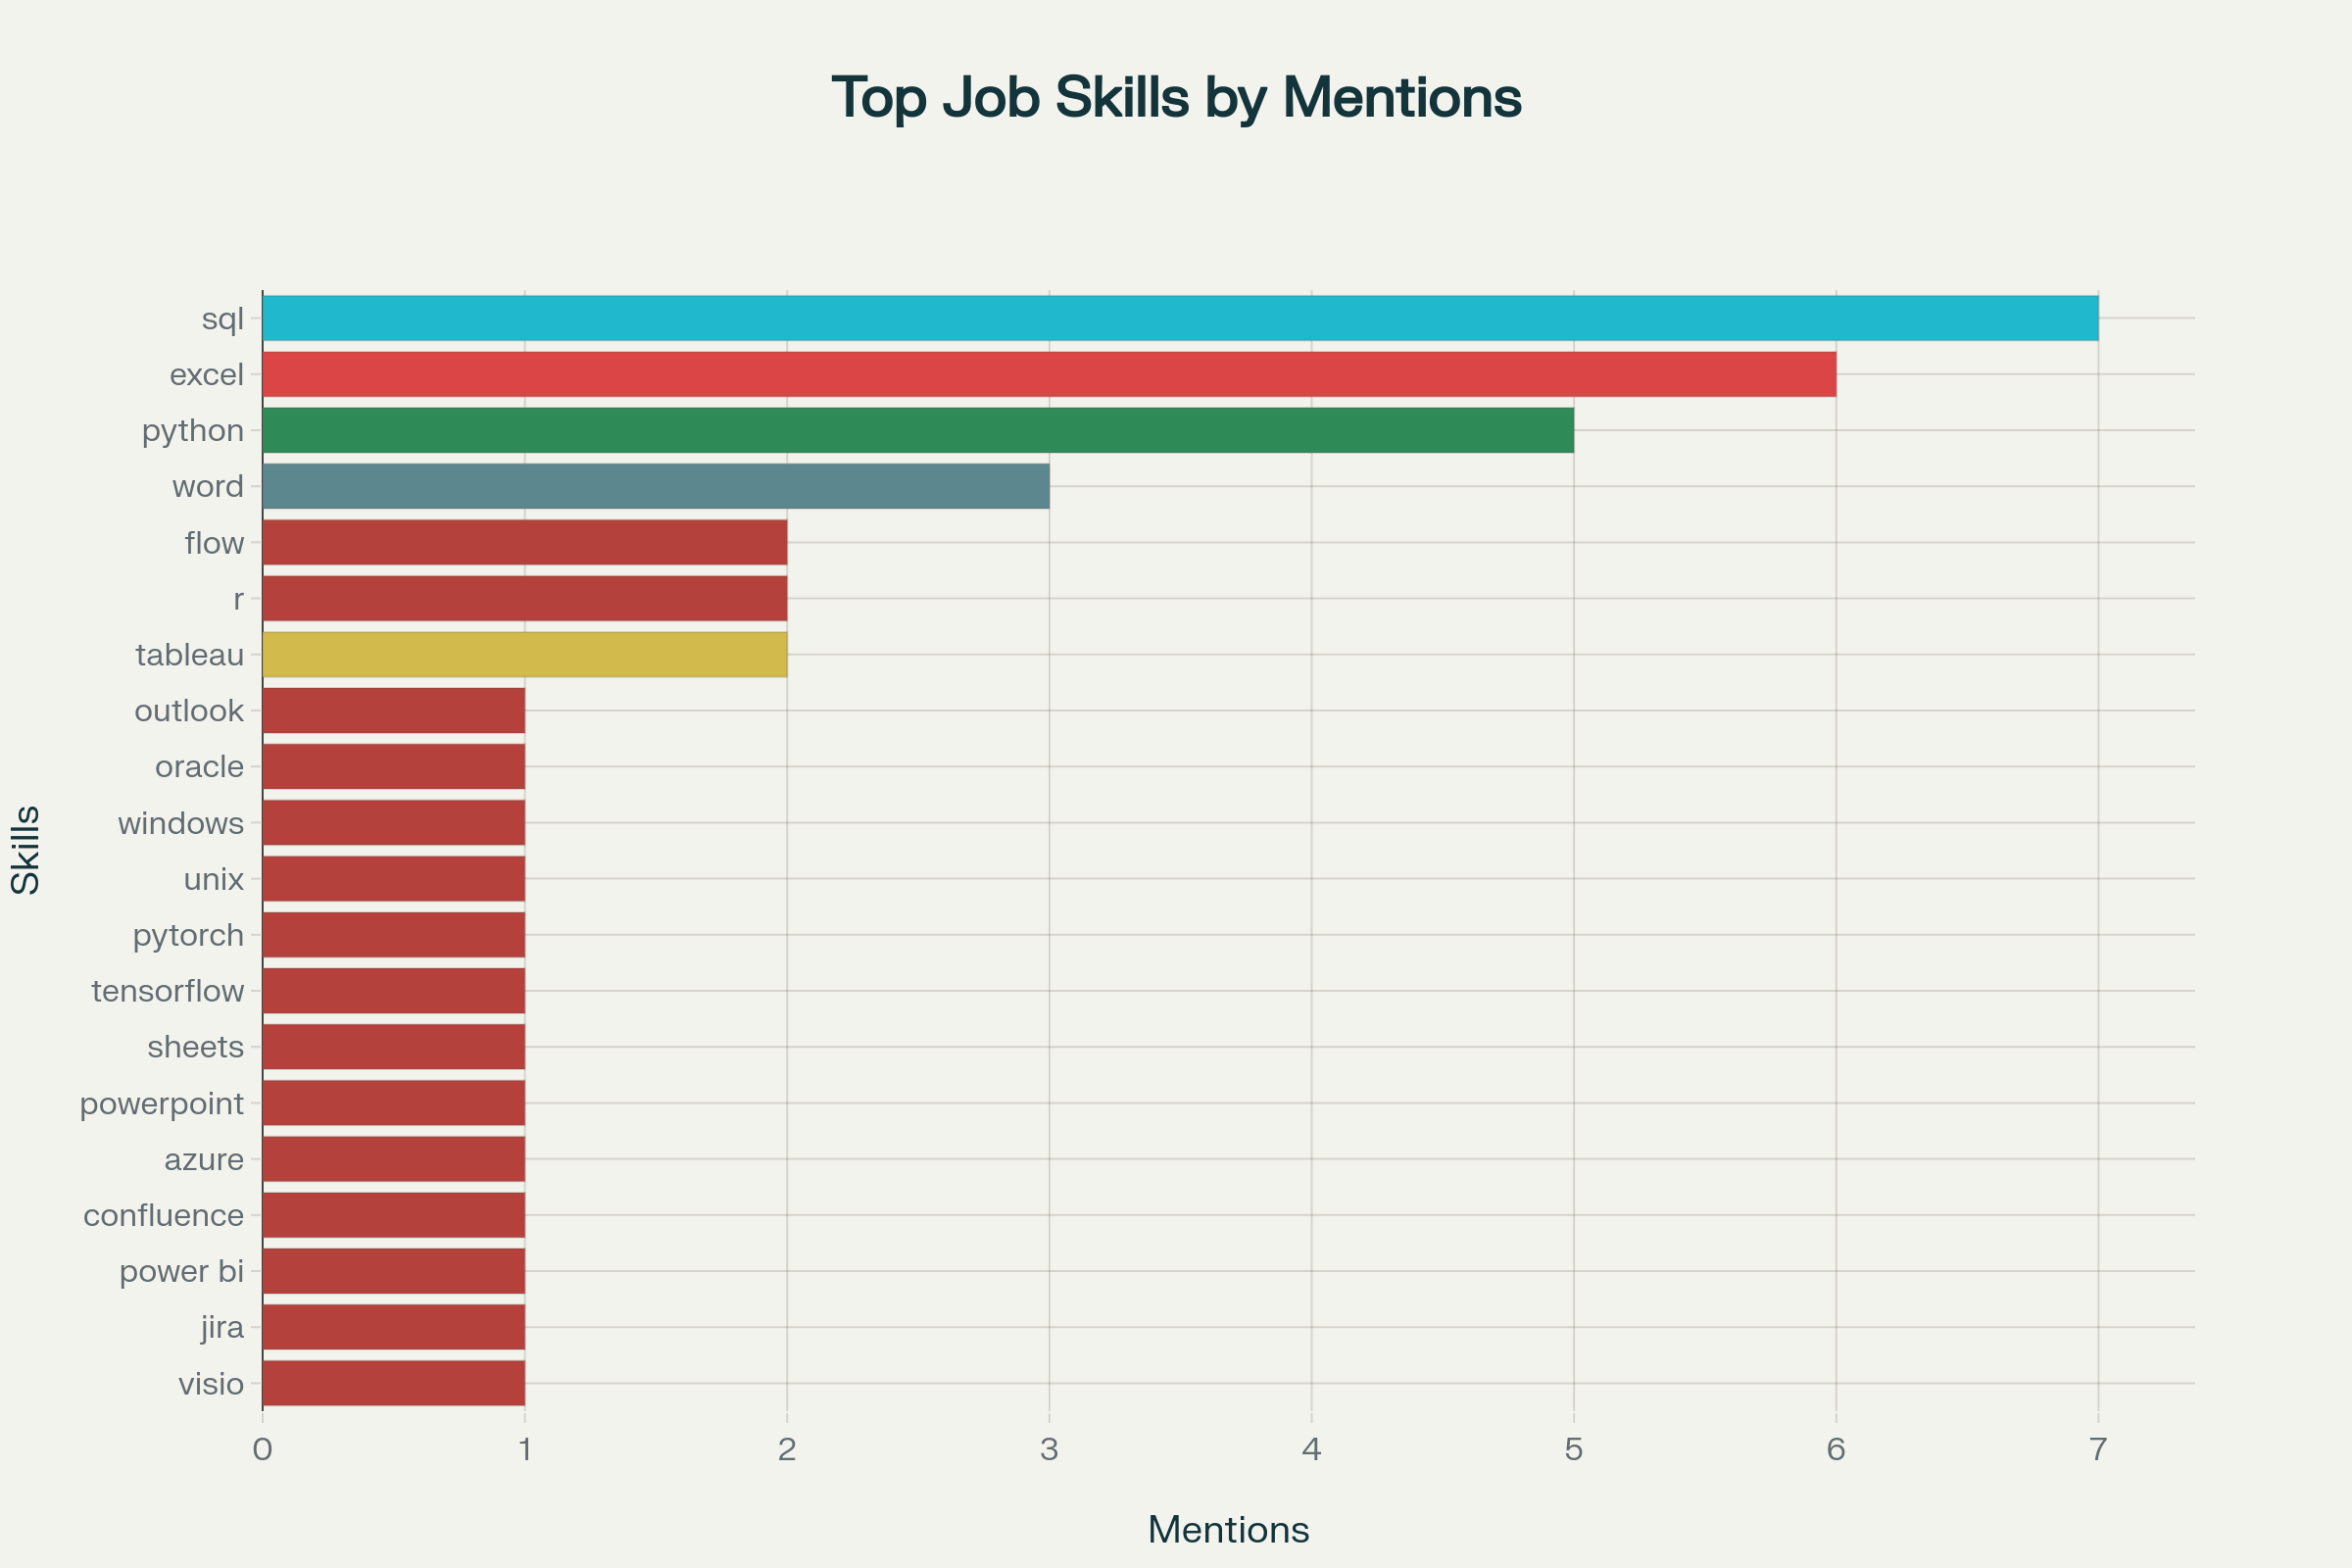 Top Job Skills by Mentions
sql
excel
python
word
flow
r
tableau
outlook
oracle
windows
unix
pytorch
tensorflow
sheets
powerpoint
azure
confluence
power bi
jira
visio
Skills
0 1 2 3 4 5 6 7
Mentions